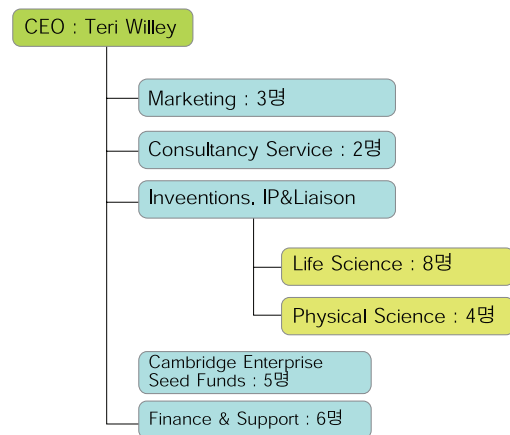 CEO : Teri Willey
Marketing : 3명
Consultancy Service : 2명
Inveentions, IP&Liaison
Life Science : 8명
Physical Science : 4명
Cambridge Enterprise
Seed Funds : 5명
Finance & Support : 6명